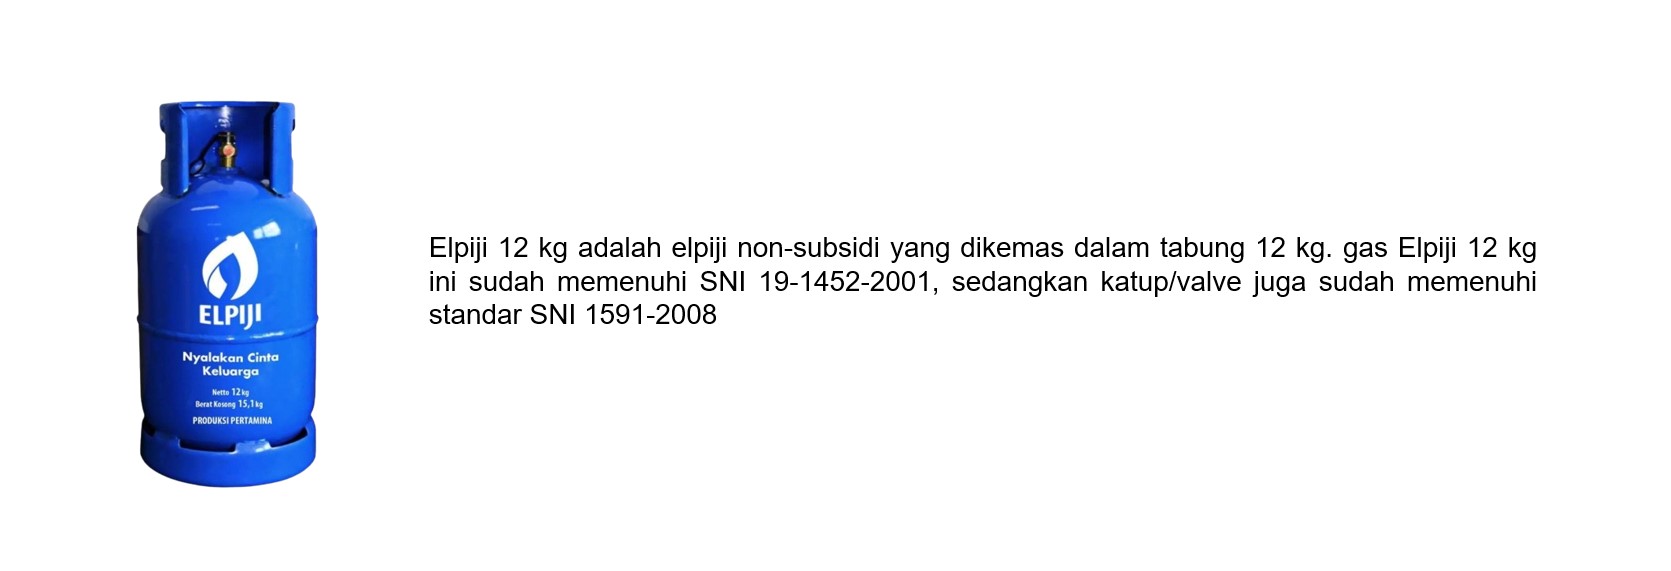 ELPIJI
Nyalakan Cinta
Keluarga
Netto 12 kg
Berat Kosong 15,1 kg
PRODUKSI PERTAMINA
Elpiji 12 kg adalah elpiji non-subsidi yang dikemas dalam tabung 12 kg. gas Elpiji 12 kg
ini sudah memenuhi SNI 19-1452-2001, sedangkan katup/valve juga sudah memenuhi
standar SNI 1591-2008